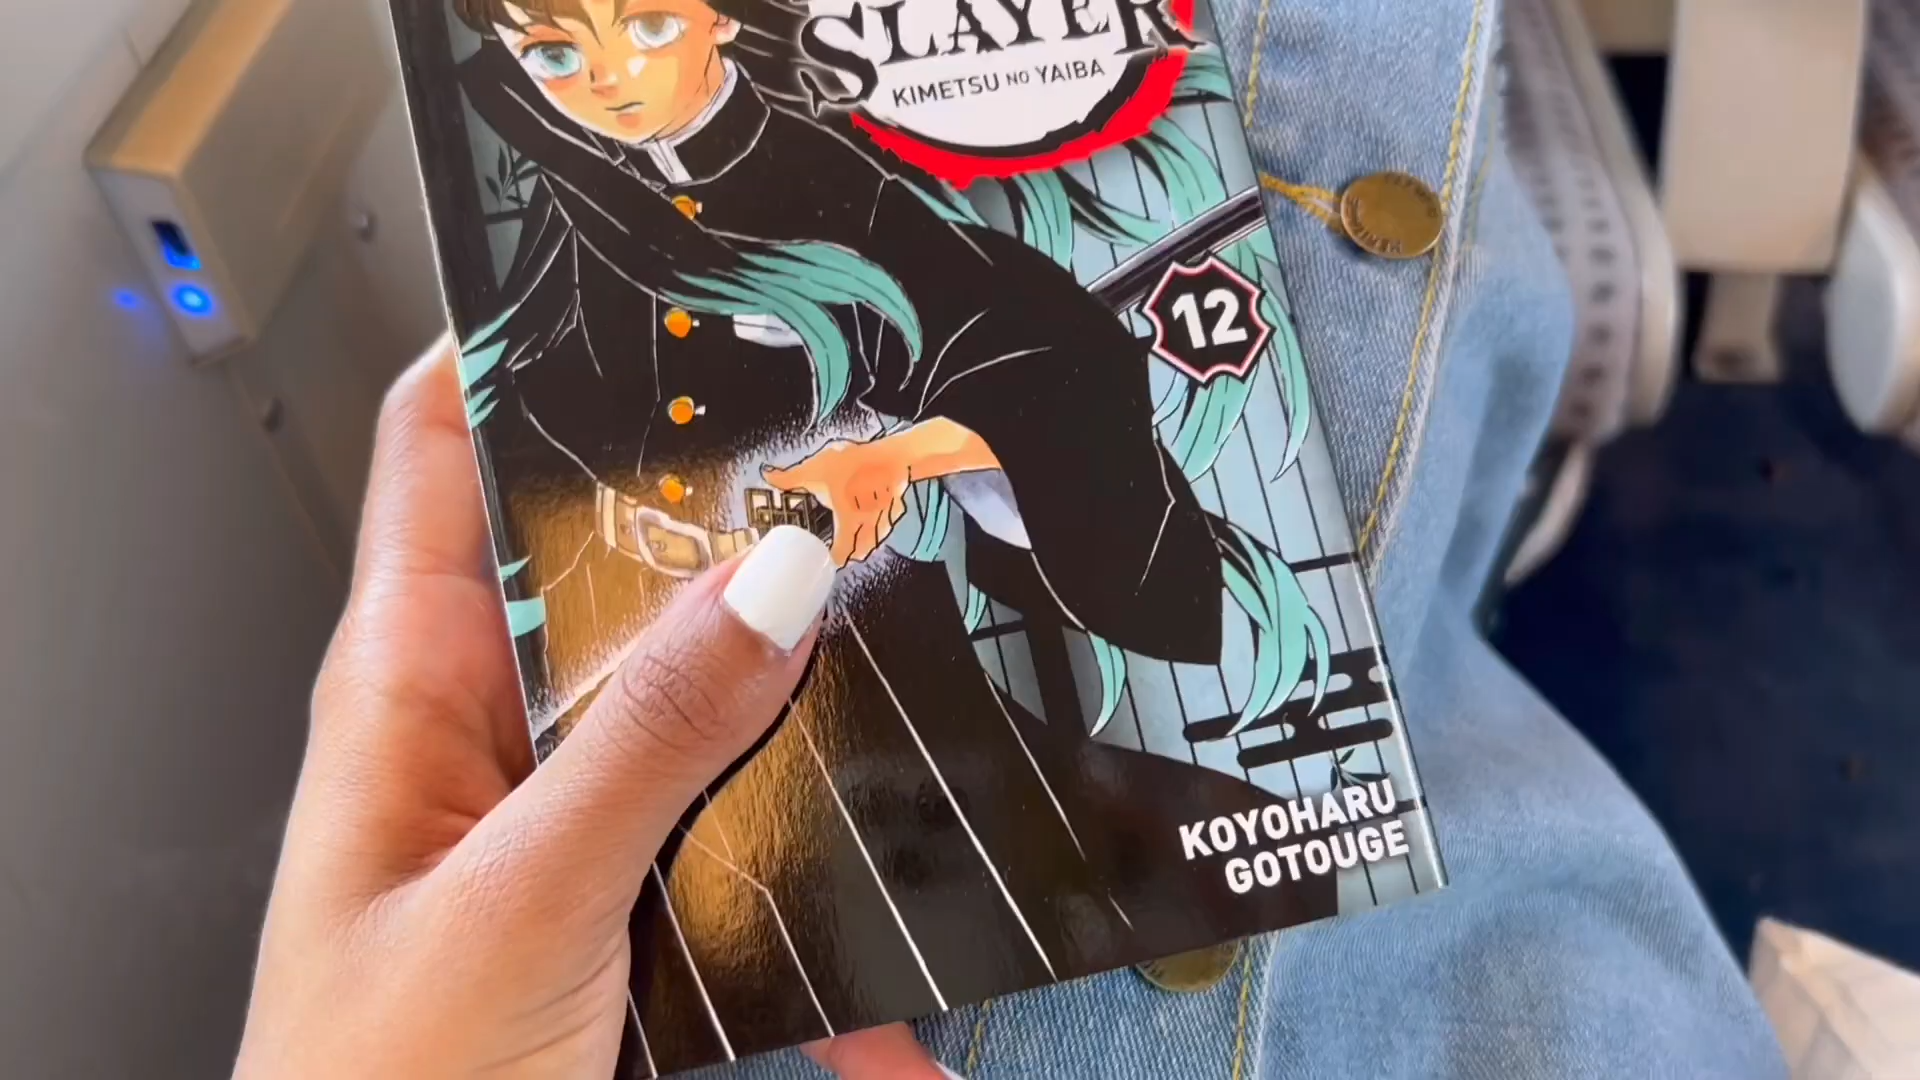 SLAYER
KIMETSU NO YAIBA
12
KOYOHARU
GOTOUGE